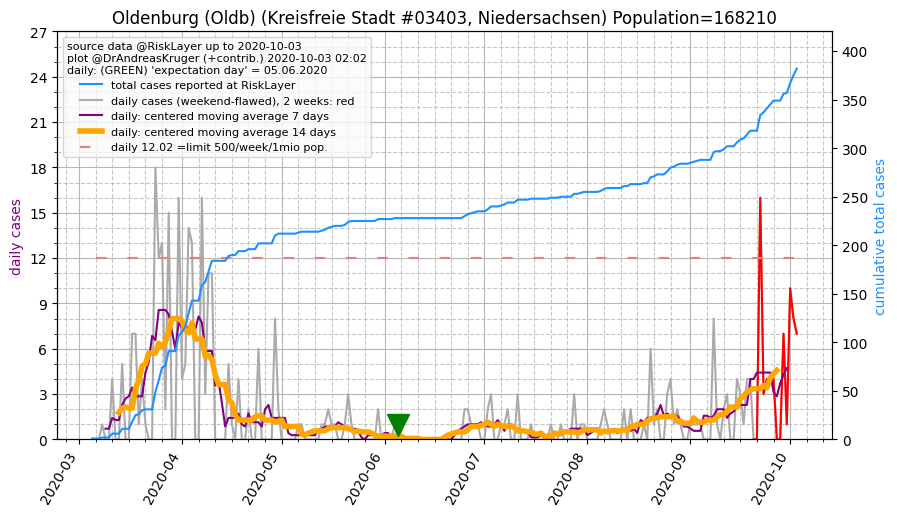 Oldenburg (Oldb) (Kreisfreie Stadt #03403, Niedersachsen) Population=168210
source data @RiskLayer up to 2020-10-03
plot @DrAndreasKruger (+contrib.) 2020-10-03 02:02
daily: (GREEN) 'expectation day' = 05.06.2020
total cases reported at RiskLayer
daily cases (weekend-flawed), 2 weeks: red
daily: centered moving average 7 days
daily: centered moving average 14 days
daily 12.02 =limit 500/week/1mio pop.
daily cases
27
24
21
18
15
12
9
6
3
0
cumulative total cases
400
350
300
250
200
150
100
50
0
2020-03
2020-04
2020-05
2020-06
2020-07
2020-08
2020-09
2020-10